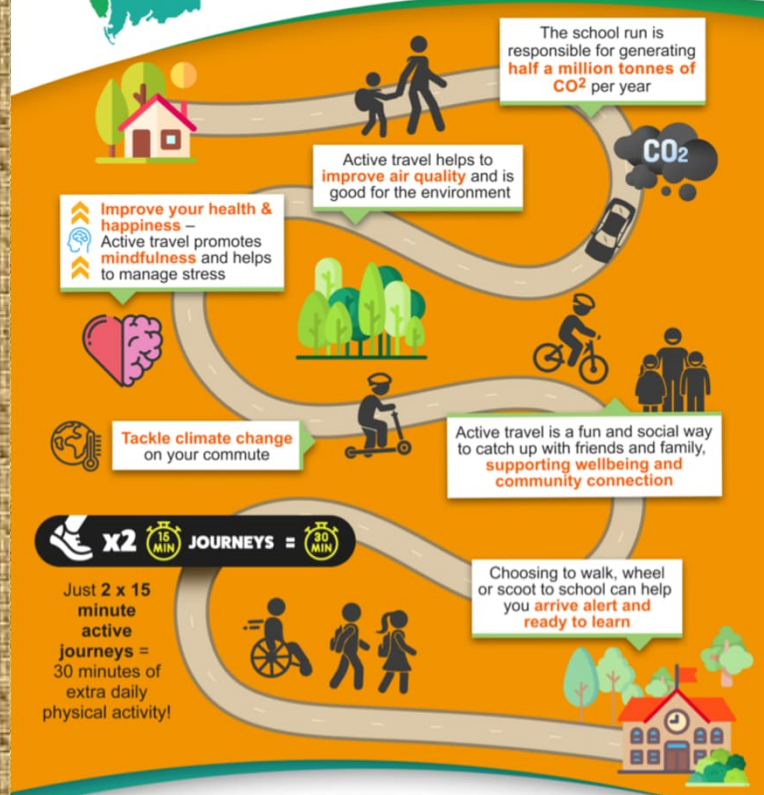 The school run is
responsible for generating
half a million tonnes of
CO2 per year
CO2
Active travel helps to
improve air quality and is
good for the environment
Improve your health &
happiness –
Active travel promotes
mindfulness and helps
to manage stress
Tackle climate change
on your commute
Active travel is a fun and social way
to catch up with friends and family,
supporting wellbeing and
community connection
x2 15 MIN JOURNEYS = 30 MIN
Just 2 x 15
minute
active
journeys =
30 minutes of
extra daily
physical activity!
Choosing to walk, wheel
or scoot to school can help
you arrive alert and
ready to learn